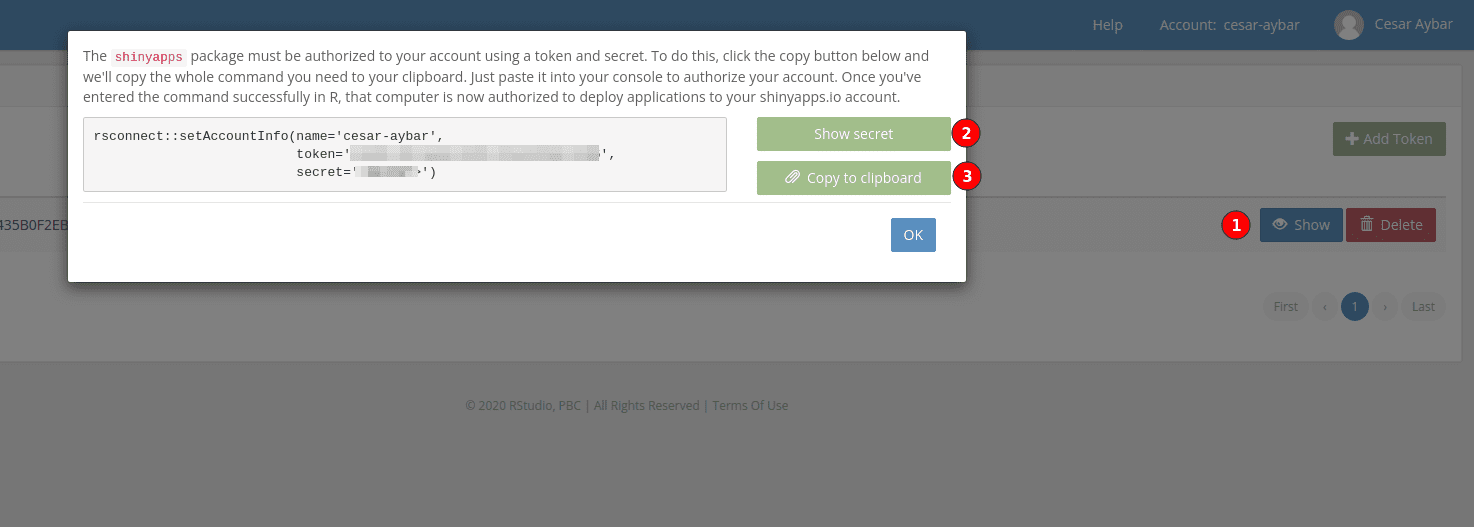 Help Account: cesar-aybar Cesar Aybar
The shinyapps package must be authorized to your account using a token and secret. To do this, click the copy button below and
we'll copy the whole command you need to your clipboard. Just paste it into your console to authorize your account. Once you've
entered the command successfully in R, that computer is now authorized to deploy applications to your shinyapps.io account.
rsconnect::setAccountInfo(name='cesar-aybar',
token=' ',
secret=' ')
Show secret 2
Copy to clipboard 3
OK
+ Add Token
435B0F2EB
1 Show Delete
First ‹ 1 › Last
© 2020 RStudio, PBC | All Rights Reserved | Terms Of Use